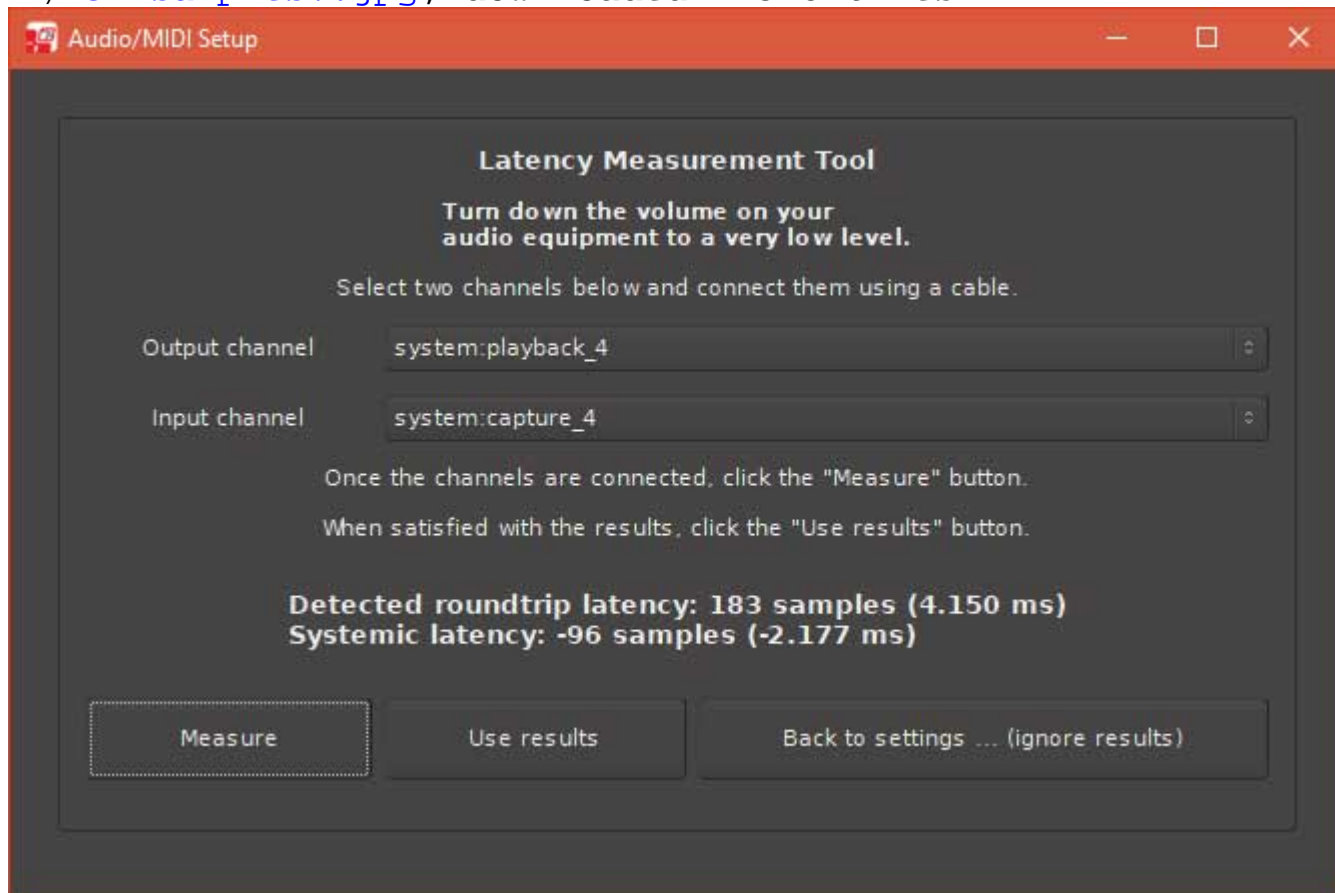 Audio/MIDI Setup
Latency Measurement Tool
Turn down the volume on your
audio equipment to a very low level.
Select two channels below and connect them using a cable.
Output channel system:playback_4
Input channel system:capture_4
Once the channels are connected, click the "Measure" button.
When satisfied with the results, click the "Use results" button.
Detected roundtrip latency: 183 samples (4.150 ms)
Systemic latency: -96 samples (-2.177 ms)
Measure Use results Back to settings ... (ignore results)